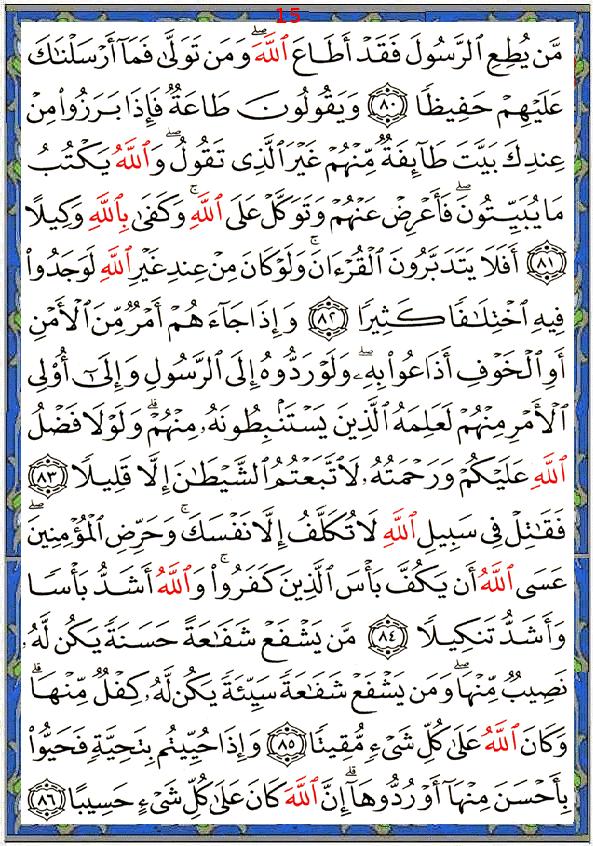 15
مَّن يُطِعِ ٱلرَّسُولَ فَقَدْ أَطَاعَ ٱللَّهَ ۖ وَمَن تَوَلَّىٰ فَمَآ أَرْسَلْنَٰكَ
عَلَيْهِمْ حَفِيظًا ٨٠ وَيَقُولُونَ طَاعَةٌ فَإِذَا بَرَزُوا۟ مِنْ
عِندِكَ بَيَّتَ طَآئِفَةٌ مِّنْهُمْ غَيْرَ ٱلَّذِى تَقُولُ ۖ وَٱللَّهُ يَكْتُبُ
مَا يُبَيِّتُونَ ۖ فَأَعْرِضْ عَنْهُمْ وَتَوَكَّلْ عَلَى ٱللَّهِ ۚ وَكَفَىٰ بِٱللَّهِ وَكِيلًا
٨١ أَفَلَا يَتَدَبَّرُونَ ٱلْقُرْءَانَ ۚ وَلَوْ كَانَ مِنْ عِندِ غَيْرِ ٱللَّهِ لَوَجَدُوا۟
فِيهِ ٱخْتِلَٰفًا كَثِيرًا ٨٢ وَإِذَا جَآءَهُمْ أَمْرٌ مِّنَ ٱلْأَمْنِ
أَوِ ٱلْخَوْفِ أَذَاعُوا۟ بِهِۦ ۖ وَلَوْ رَدُّوهُ إِلَى ٱلرَّسُولِ وَإِلَىٰٓ أُو۟لِى
ٱلْأَمْرِ مِنْهُمْ لَعَلِمَهُ ٱلَّذِينَ يَسْتَنۢبِطُونَهُۥ مِنْهُمْ ۗ وَلَوْلَا فَضْلُ
ٱللَّهِ عَلَيْكُمْ وَرَحْمَتُهُۥ لَٱتَّبَعْتُمُ ٱلشَّيْطَٰنَ إِلَّا قَلِيلًا ٨٣
فَقَٰتِلْ فِى سَبِيلِ ٱللَّهِ لَا تُكَلَّفُ إِلَّا نَفْسَكَ ۚ وَحَرِّضِ ٱلْمُؤْمِنِينَ ۖ
عَسَى ٱللَّهُ أَن يَكُفَّ بَأْسَ ٱلَّذِينَ كَفَرُوا۟ ۚ وَٱللَّهُ أَشَدُّ بَأْسًا
وَأَشَدُّ تَنكِيلًا ٨٤ مَّن يَشْفَعْ شَفَٰعَةً حَسَنَةً يَكُن لَّهُۥ
نَصِيبٌ مِّنْهَا ۖ وَمَن يَشْفَعْ شَفَٰعَةً سَيِّئَةً يَكُن لَّهُۥ كِفْلٌ مِّنْهَا ۗ
وَكَانَ ٱللَّهُ عَلَىٰ كُلِّ شَىْءٍ مُّقِيتًا ٨٥ وَإِذَا حُيِّيتُم بِتَحِيَّةٍ فَحَيُّوا۟
بِأَحْسَنَ مِنْهَآ أَوْ رُدُّوهَآ ۗ إِنَّ ٱللَّهَ كَانَ عَلَىٰ كُلِّ شَىْءٍ حَسِيبًا ٨٦